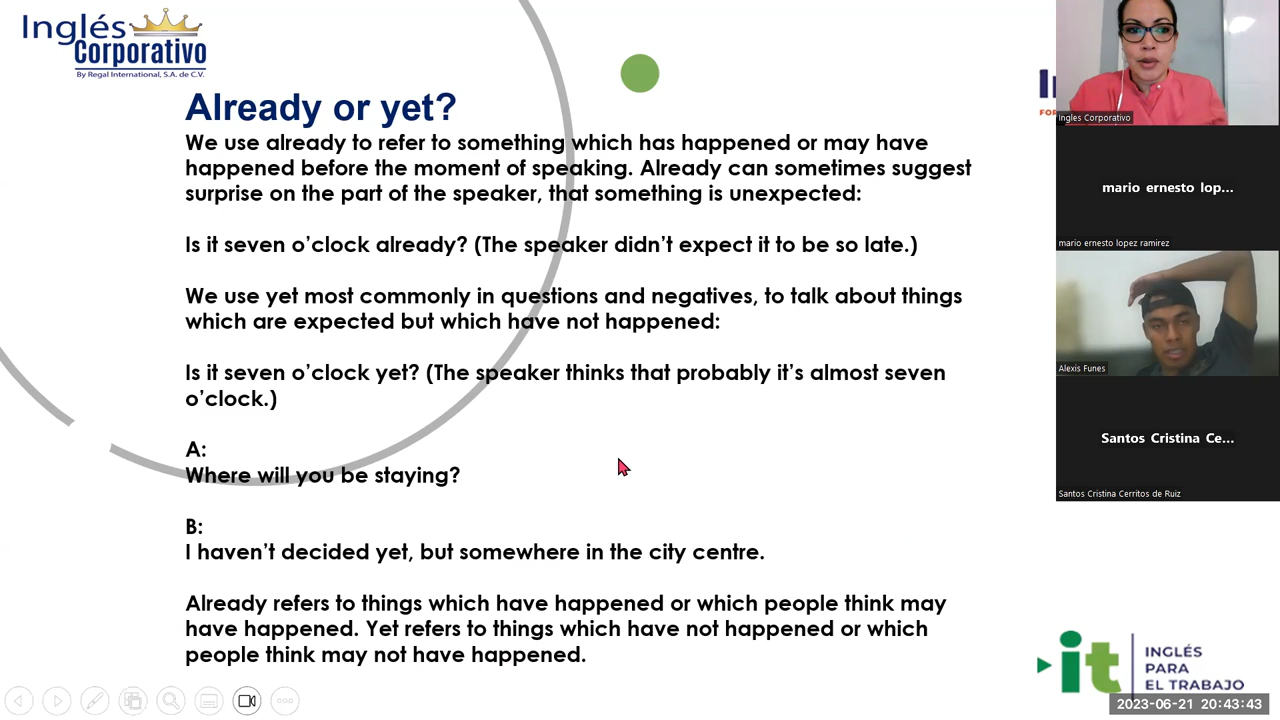 Inglés
Corporativo
By Regal International, S.A. de C.V.
Already or yet?
We use already to refer to something which has happened or may have
happened before the moment of speaking. Already can sometimes suggest
surprise on the part of the speaker, that something is unexpected:
Is it seven o’clock already? (The speaker didn’t expect it to be so late.)
We use yet most commonly in questions and negatives, to talk about things
which are expected but which have not happened:
Is it seven o’clock yet? (The speaker thinks that probably it’s almost seven
o’clock.)
A:
Where will you be staying?
B:
I haven’t decided yet, but somewhere in the city centre.
Already refers to things which have happened or which people think may
have happened. Yet refers to things which have not happened or which
people think may not have happened.
Ingles Corporativo
mario ernesto lop...
mario ernesto lopez ramirez
Alexis Funes
Santos Cristina Ce...
Santos Cristina Cerritos de Ruiz
it
INGLÉS
PARA
EL TRABAJO
2023-06-21 20:43:43